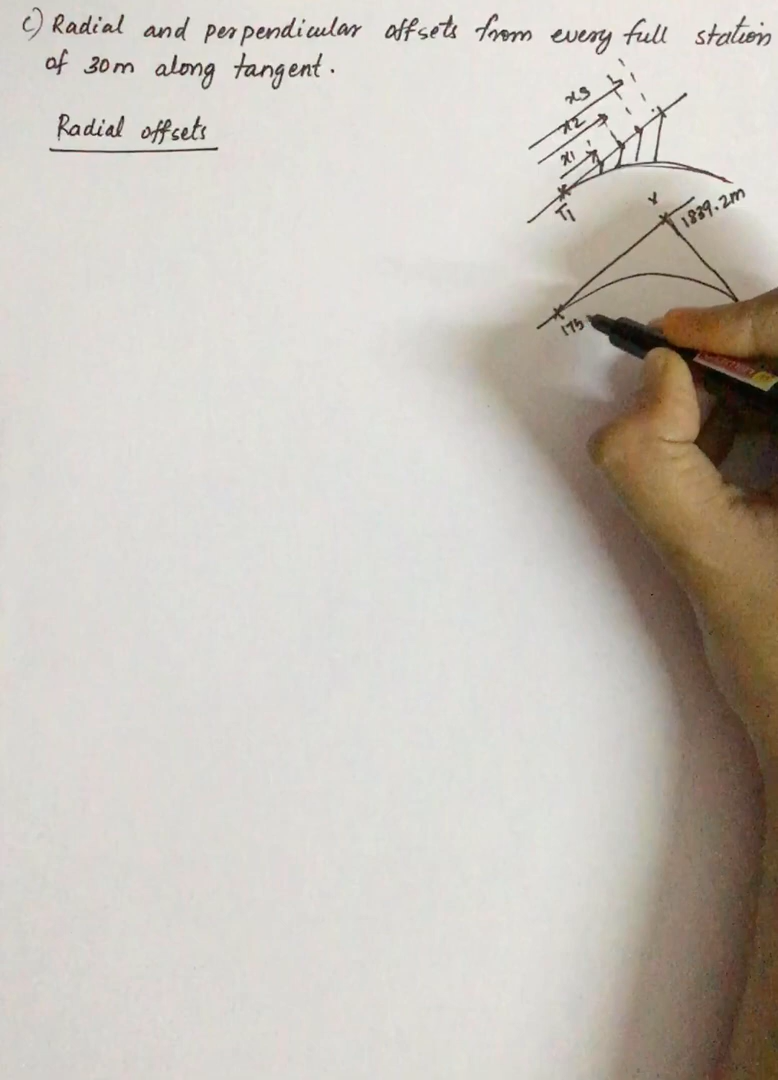 c) Radial and perpendicular offsets from every full station
of 30m along tangent.
Radial offsets
x3
x2
x1
T1
V
1839.2m
175